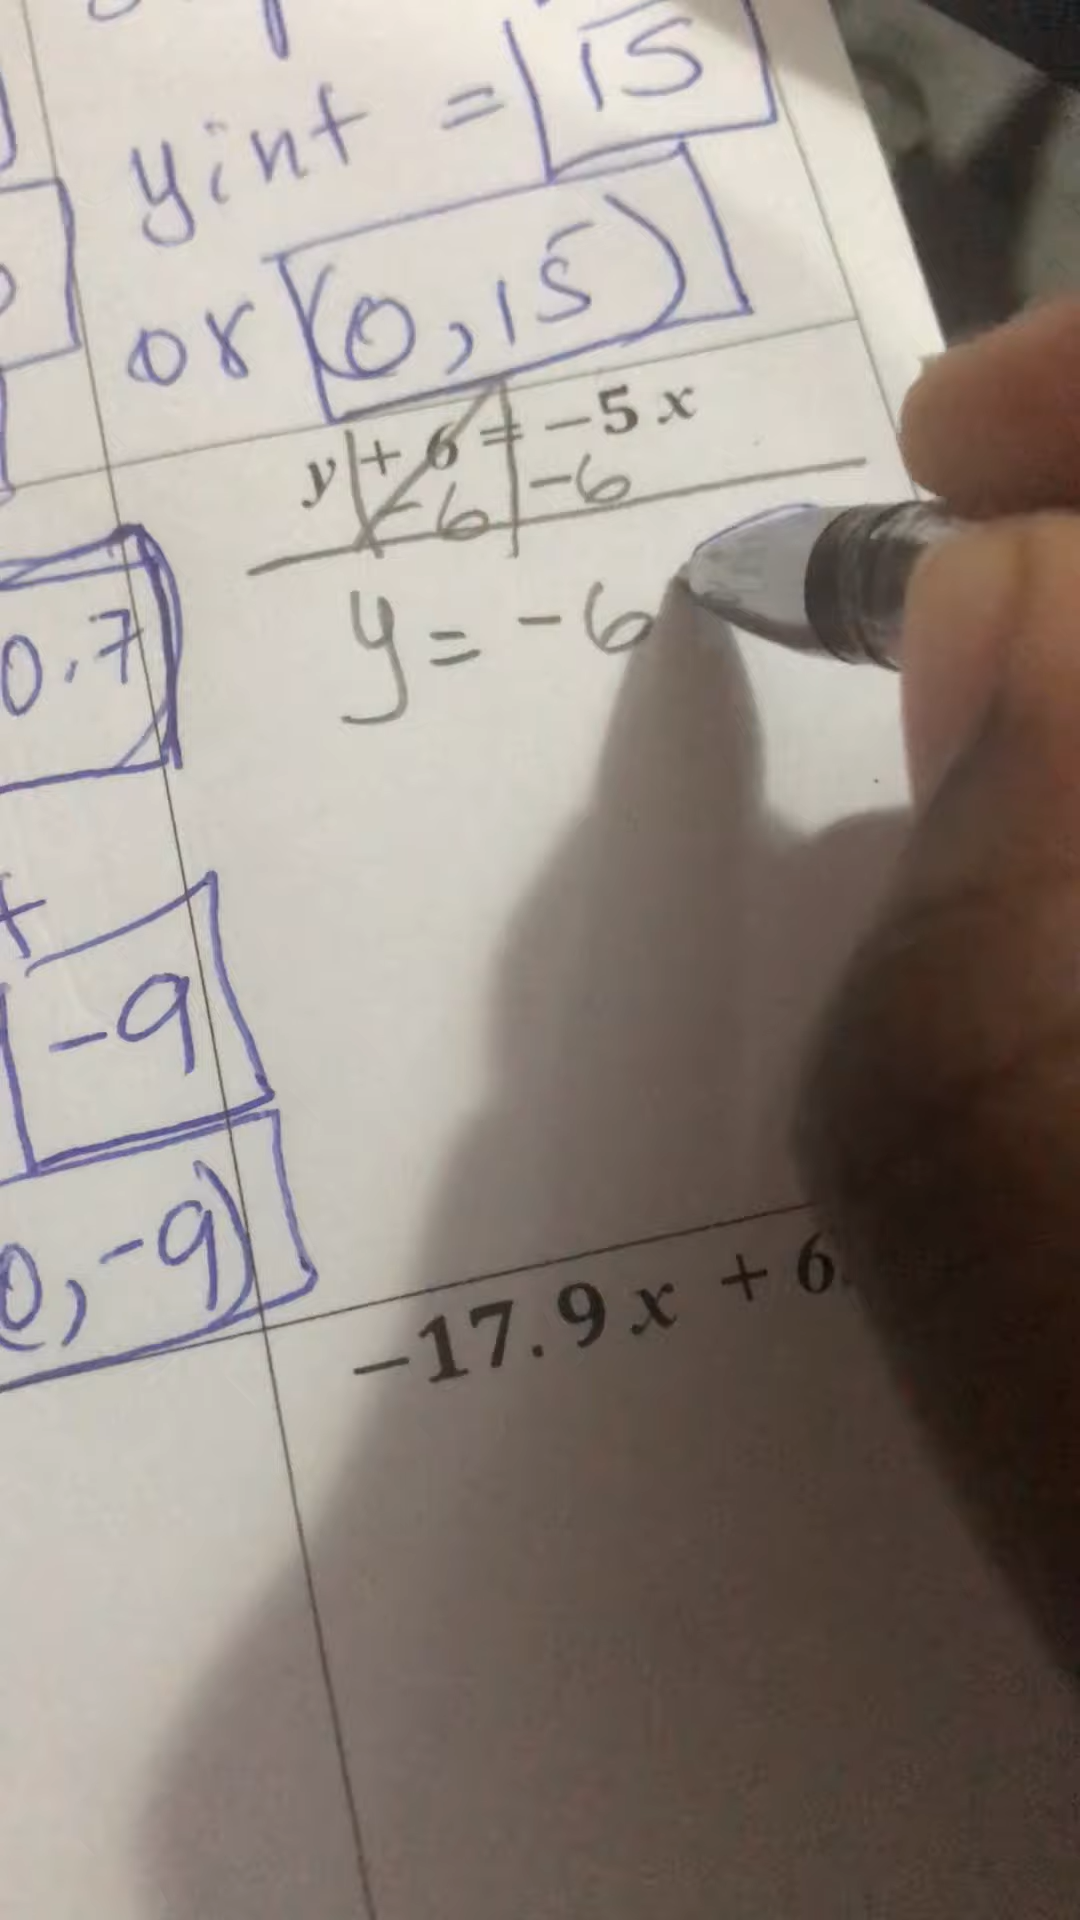 yint = 15
or (0,15)
y + 6 = -5x
-6 -6
y = -6
0.7
-9
0, -9)
-17.9x + 6